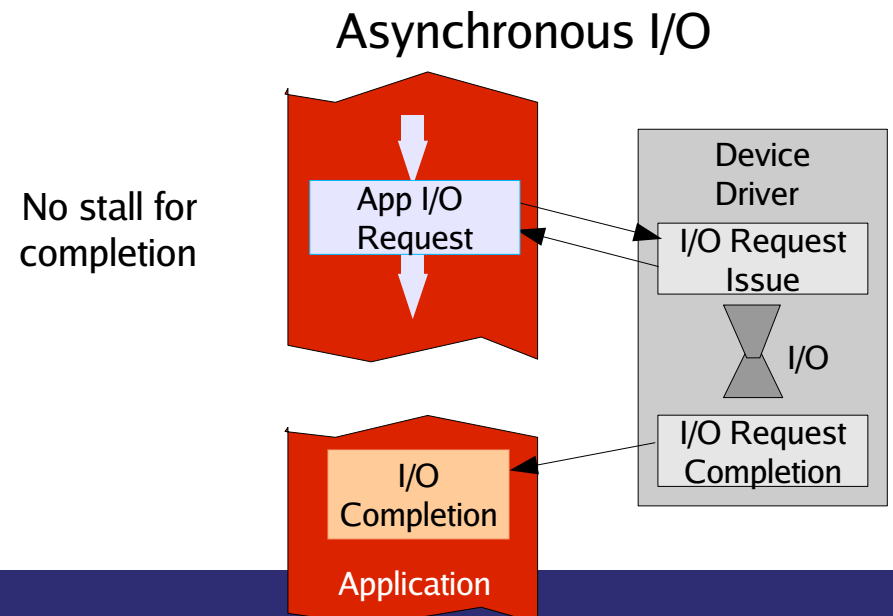 Asynchronous I/O
No stall for
completion
App I/O
Request
Device
Driver
I/O Request
Issue
I/O
I/O Request
Completion
I/O
Completion
Application